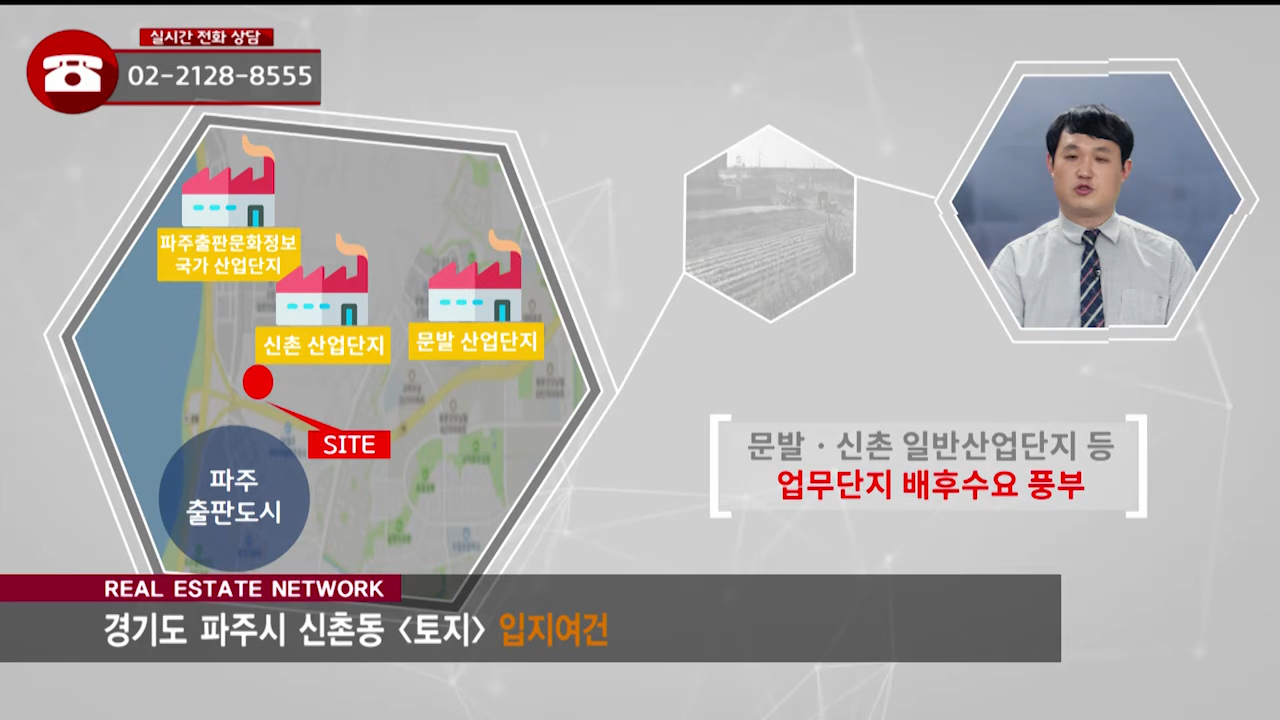 실시간 전화 상담
02-2128-8555
파주출판문화정보
국가 산업단지
신촌 산업단지
문발 산업단지
SITE
파주
출판도시
문발 · 신촌 일반산업단지 등
업무단지 배후수요 풍부
REAL ESTATE NETWORK
경기도 파주시 신촌동 <토지> 입지여건